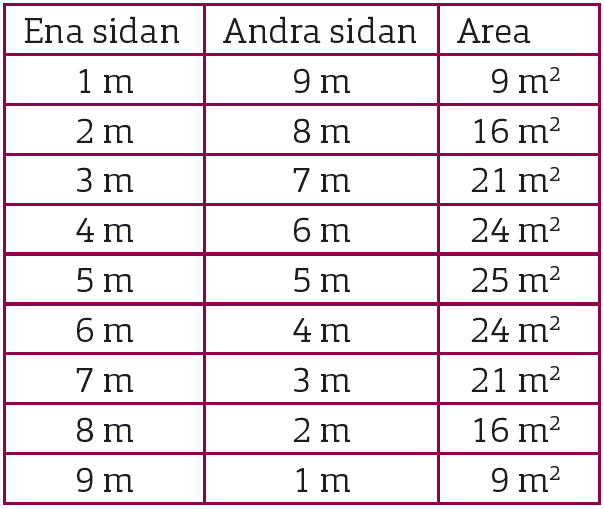 Ena sidan Andra sidan Area
1 m 9 m 9 m²
2 m 8 m 16 m²
3 m 7 m 21 m²
4 m 6 m 24 m²
5 m 5 m 25 m²
6 m 4 m 24 m²
7 m 3 m 21 m²
8 m 2 m 16 m²
9 m 1 m 9 m²